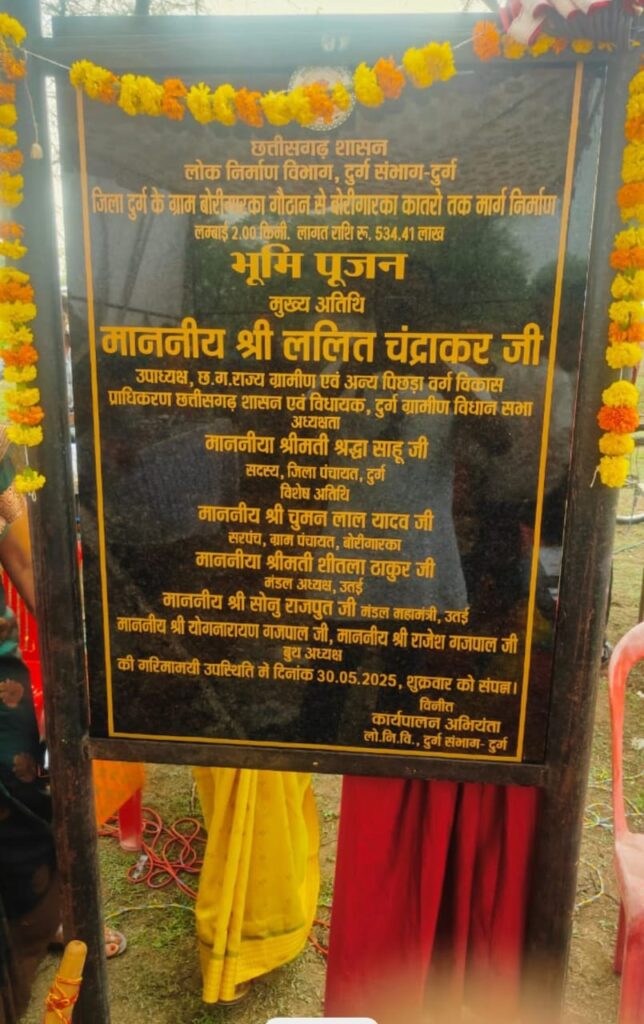 छत्तीसगढ़ शासन
लोक निर्माण विभाग, दुर्ग संभाग-दुर्ग
जिला दुर्ग के ग्राम बोरीगारका गौठान से बोरीगारका कातरो तक मार्ग निर्माण
लम्बाई 2.00 किमी. लागत राशि रू. 534.41 लाख
भूमि पूजन
मुख्य अतिथि
माननीय श्री ललित चंद्राकर जी
उपाध्यक्ष, छ.ग.राज्य ग्रामीण एवं अन्य पिछड़ा वर्ग विकास
प्राधिकरण छत्तीसगढ़ शासन एवं विधायक, दुर्ग ग्रामीण विधान सभा
अध्यक्षता
माननीया श्रीमती श्रद्धा साहू जी
सदस्य, जिला पंचायत, दुर्ग
विशेष अतिथि
माननीय श्री चुमन लाल यादव जी
सरपंच, ग्राम पंचायत, बोरीगारका
माननीया श्रीमती शीतला ठाकुर जी
मंडल अध्यक्ष, उतई
माननीय श्री सोनु राजपुत जी मंडल महामंत्री, उतई
माननीय श्री योगनारायण गजपाल जी, माननीय श्री राजेश गजपाल जी
बुथ अध्यक्ष
की गरिमामयी उपस्थिति में दिनांक 30.05.2025, शुक्रवार को संपन्न।
विनीत
कार्यपालन अभियंता
लो.नि.वि., दुर्ग संभाग- दुर्ग